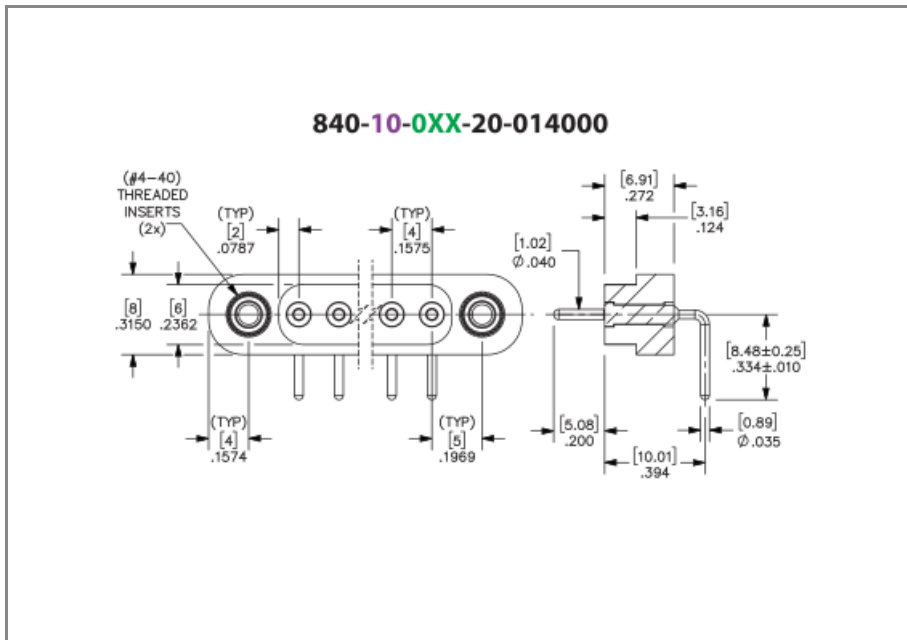 840-10-0XX-20-014000
(#4-40)
THREADED
INSERTS
(2x)
(TYP)
[2]
.0787
(TYP)
[4]
.1575
[8]
.3150
[6]
.2362
(TYP)
[4]
.1574
(TYP)
[5]
.1969
[6.91]
.272
[3.16]
.124
[1.02]
Ø.040
[8.48±0.25]
.334±.010
[5.08]
.200
[0.89]
Ø.035
[10.01]
.394